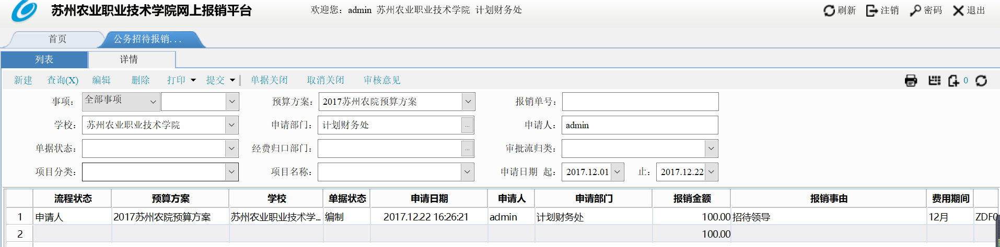 苏州农业职业技术学院网上报销平台 欢迎您：admin 苏州农业职业技术学院 计划财务处 刷新 注销 密码 退出
首页 公务招待报销...
列表 详情
新建 查询(X) 编辑 删除 打印 提交 单据关闭 取消关闭 审核意见 0
事项： 全部事项 预算方案： 2017苏州农院预算方案 报销单号：
学校： 苏州农业职业技术学院 申请部门： 计划财务处 ... 申请人： admin
单据状态： 经费归口部门： ... 审批流归类：
项目分类： 项目名称： 申请日期 起： 2017.12.01 止： 2017.12.22
流程状态 预算方案 学校 单据状态 申请日期 申请人 申请部门 报销金额 报销事由 费用期间
1 申请人 2017苏州农院预算方案 苏州农业职业技术学... 编制 2017.12.22 16:26:21 admin 计划财务处 100.00 招待领导 12月 ZDF0
2 100.00